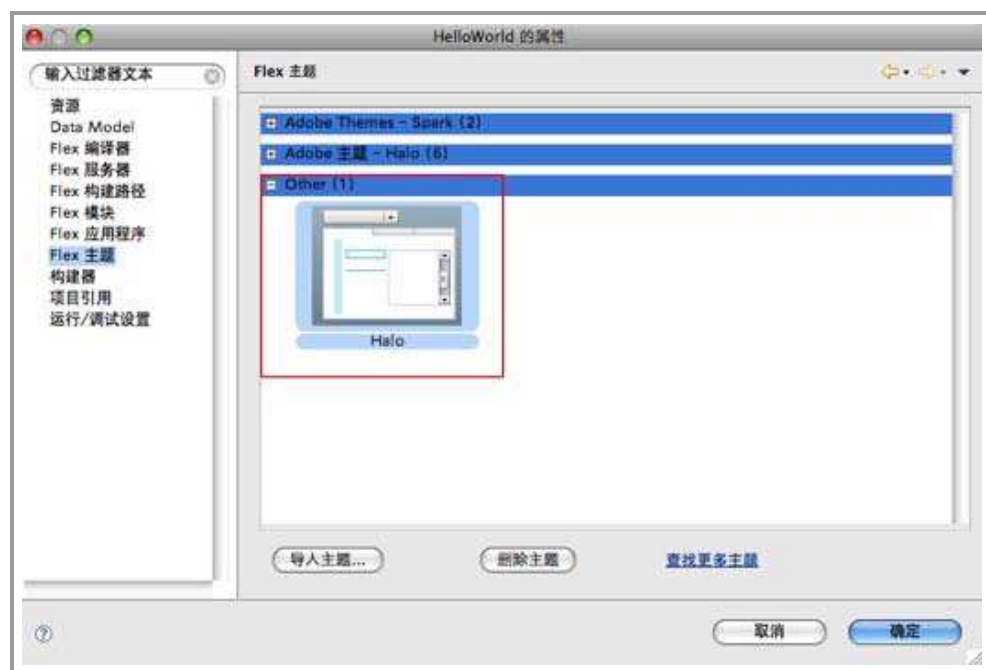 HelloWorld 的属性
输入过滤器文本
Flex 主题
资源
Data Model
Flex 编译器
Flex 服务器
Flex 构建路径
Flex 模块
Flex 应用程序
Flex 主题
构建器
项目引用
运行/调试设置
Adobe Themes - Spark (2)
Adobe 主题 - Halo (6)
Other (1)
Halo
导入主题...
删除主题
查找更多主题
取消
确定